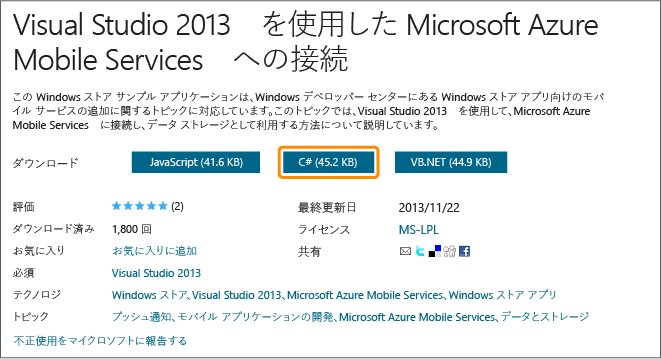 Visual Studio 2013　を使用した Microsoft Azure
Mobile Services　への接続
この Windows ストア サンプル アプリケーションは、Windows デベロッパー センターにある Windows ストア アプリ向けのモバ
イル サービスの追加に関するトピックに対応しています。このトピックでは、Visual Studio 2013　を使用して、Microsoft Azure
Mobile Services　に接続し、データ ストレージとして利用する方法について説明しています。
ダウンロード JavaScript (41.6 KB) C# (45.2 KB) VB.NET (44.9 KB)
評価 ★★★★★ (2) 最終更新日 2013/11/22
ダウンロード済み 1,800 回 ライセンス MS-LPL
お気に入り お気に入りに追加 共有
必須 Visual Studio 2013
テクノロジ Windows ストア、Visual Studio 2013、Microsoft Azure Mobile Services、Windows ストア アプリ
トピック プッシュ通知、モバイル アプリケーションの開発、Microsoft Azure Mobile Services、データとストレージ
不正使用をマイクロソフトに報告する